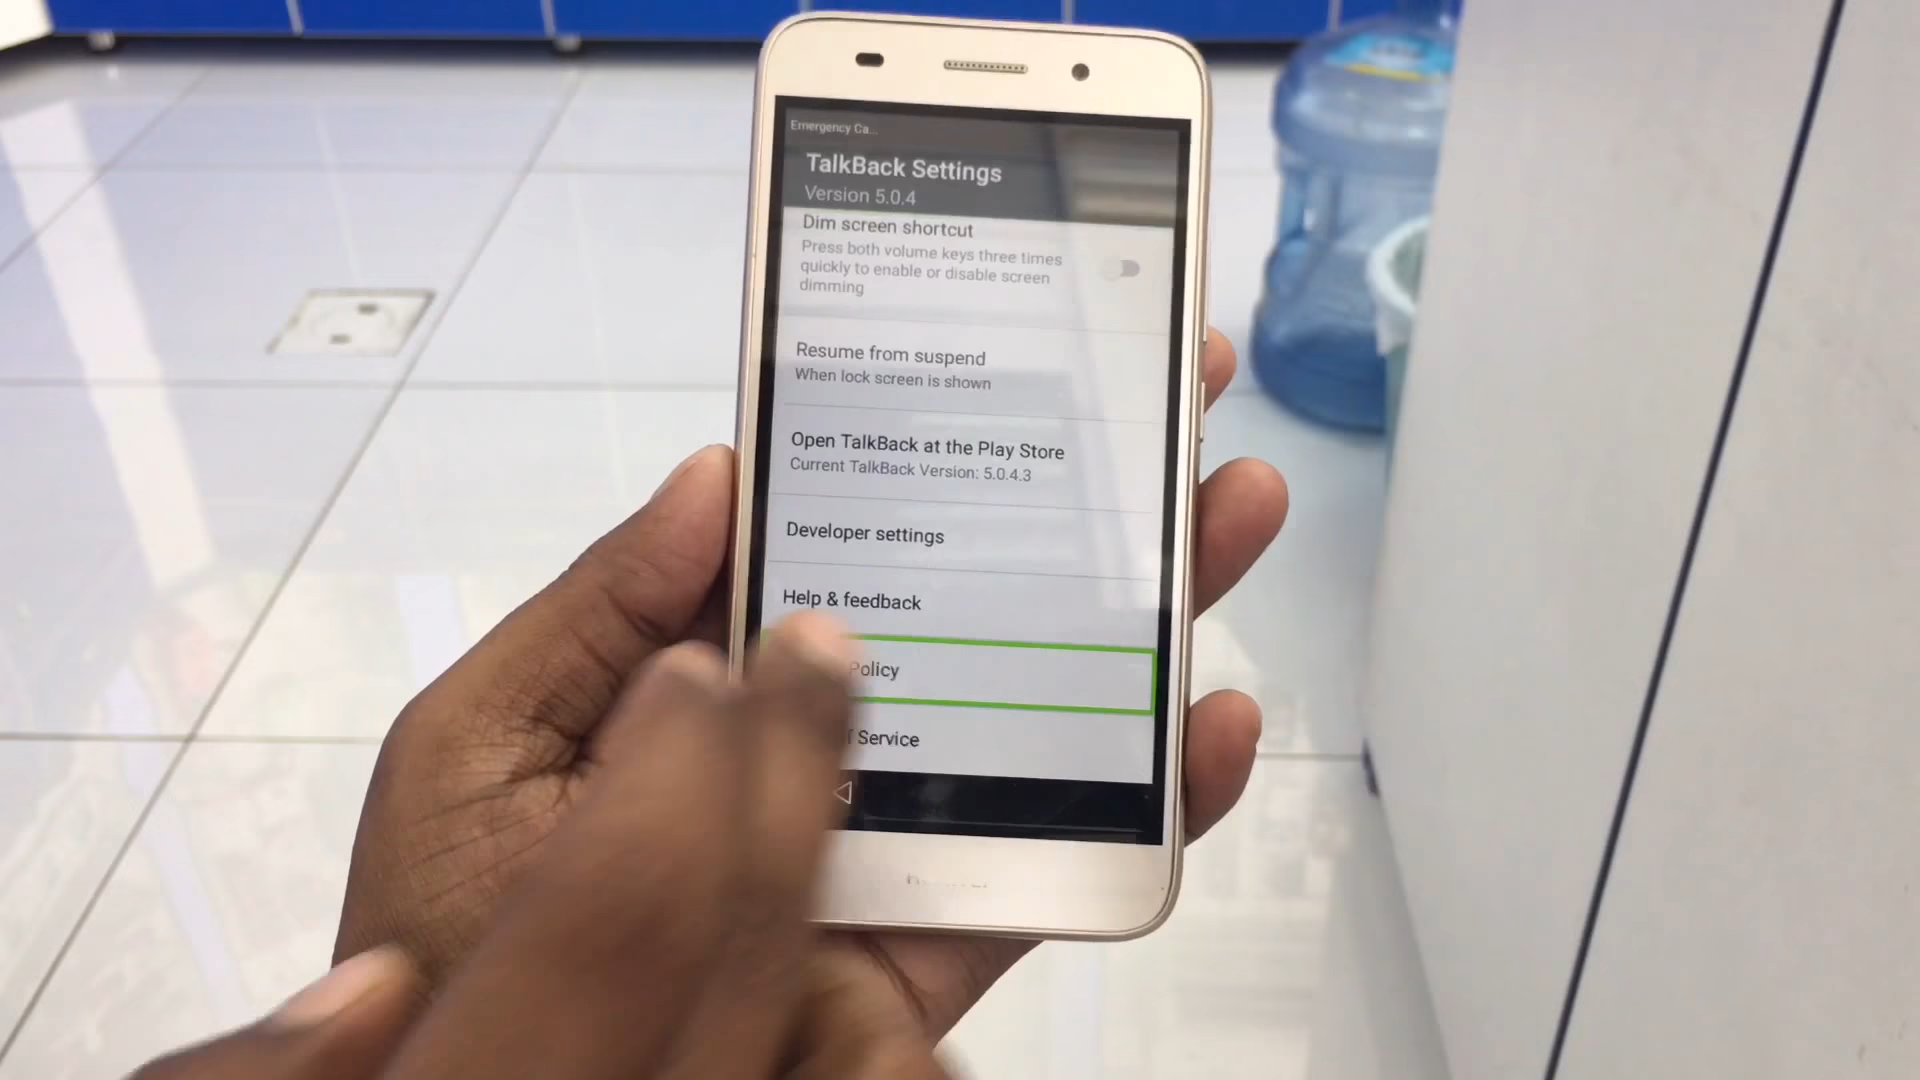 Emergency Ca...
TalkBack Settings
Version 5.0.4
Dim screen shortcut
Press both volume keys three times
quickly to enable or disable screen
dimming
Resume from suspend
When lock screen is shown
Open TalkBack at the Play Store
Current TalkBack Version: 5.0.4.3
Developer settings
Help & feedback
Policy
Service